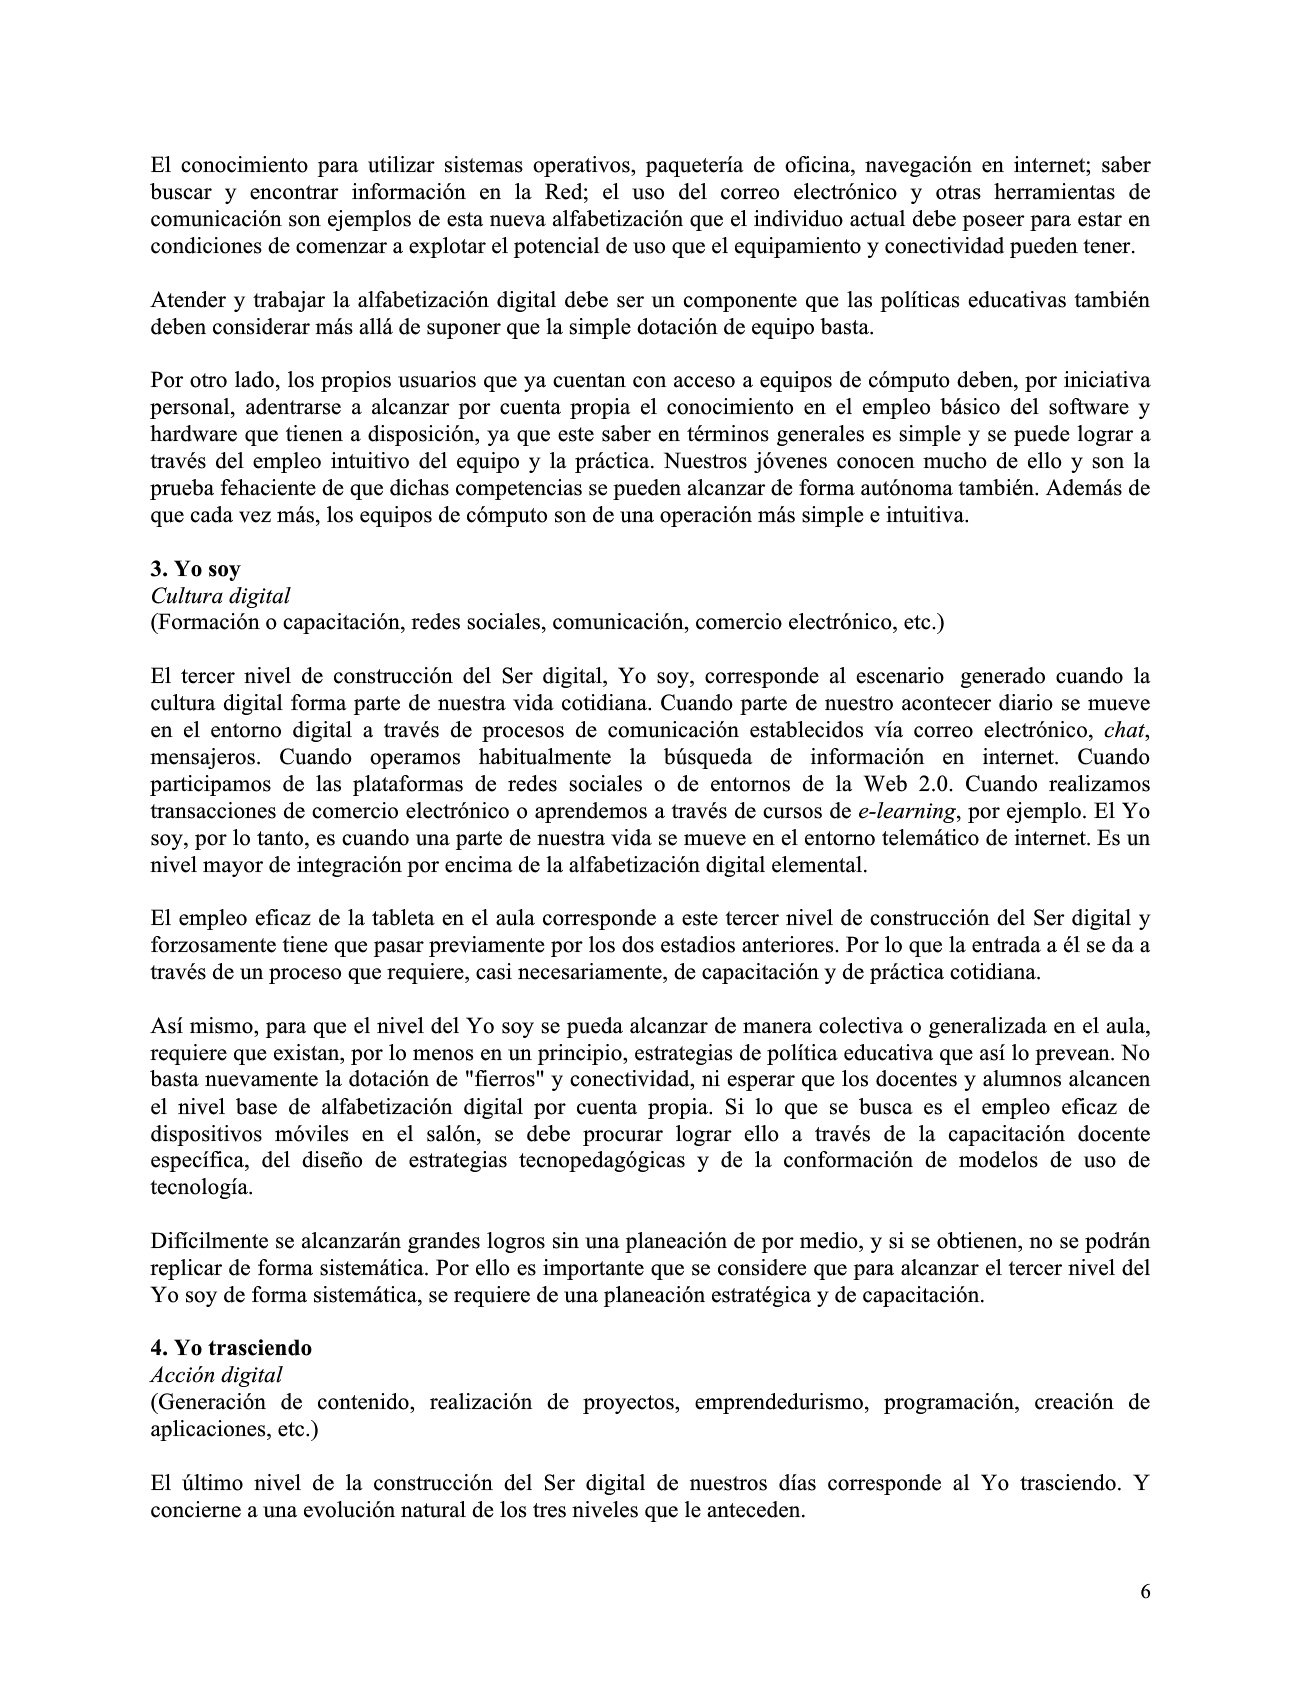 El conocimiento para utilizar sistemas operativos, paquetería de oficina, navegación en internet; saber
buscar y encontrar información en la Red; el uso del correo electrónico y otras herramientas de
comunicación son ejemplos de esta nueva alfabetización que el individuo actual debe poseer para estar en
condiciones de comenzar a explotar el potencial de uso que el equipamiento y conectividad pueden tener.
Atender y trabajar la alfabetización digital debe ser un componente que las políticas educativas también
deben considerar más allá de suponer que la simple dotación de equipo basta.
Por otro lado, los propios usuarios que ya cuentan con acceso a equipos de cómputo deben, por iniciativa
personal, adentrarse a alcanzar por cuenta propia el conocimiento en el empleo básico del software y
hardware que tienen a disposición, ya que este saber en términos generales es simple y se puede lograr a
través del empleo intuitivo del equipo y la práctica. Nuestros jóvenes conocen mucho de ello y son la
prueba fehaciente de que dichas competencias se pueden alcanzar de forma autónoma también. Además de
que cada vez más, los equipos de cómputo son de una operación más simple e intuitiva.
3. Yo soy
Cultura digital
(Formación o capacitación, redes sociales, comunicación, comercio electrónico, etc.)
El tercer nivel de construcción del Ser digital, Yo soy, corresponde al escenario generado cuando la
cultura digital forma parte de nuestra vida cotidiana. Cuando parte de nuestro acontecer diario se mueve
en el entorno digital a través de procesos de comunicación establecidos vía correo electrónico, chat,
mensajeros. Cuando operamos habitualmente la búsqueda de información en internet. Cuando
participamos de las plataformas de redes sociales o de entornos de la Web 2.0. Cuando realizamos
transacciones de comercio electrónico o aprendemos a través de cursos de e-learning, por ejemplo. El Yo
soy, por lo tanto, es cuando una parte de nuestra vida se mueve en el entorno telemático de internet. Es un
nivel mayor de integración por encima de la alfabetización digital elemental.
El empleo eficaz de la tableta en el aula corresponde a este tercer nivel de construcción del Ser digital y
forzosamente tiene que pasar previamente por los dos estadios anteriores. Por lo que la entrada a él se da a
través de un proceso que requiere, casi necesariamente, de capacitación y de práctica cotidiana.
Así mismo, para que el nivel del Yo soy se pueda alcanzar de manera colectiva o generalizada en el aula,
requiere que existan, por lo menos en un principio, estrategias de política educativa que así lo prevean. No
basta nuevamente la dotación de "fierros" y conectividad, ni esperar que los docentes y alumnos alcancen
el nivel base de alfabetización digital por cuenta propia. Si lo que se busca es el empleo eficaz de
dispositivos móviles en el salón, se debe procurar lograr ello a través de la capacitación docente
específica, del diseño de estrategias tecnopedagógicas y de la conformación de modelos de uso de
tecnología.
Difícilmente se alcanzarán grandes logros sin una planeación de por medio, y si se obtienen, no se podrán
replicar de forma sistemática. Por ello es importante que se considere que para alcanzar el tercer nivel del
Yo soy de forma sistemática, se requiere de una planeación estratégica y de capacitación.
4. Yo trasciendo
Acción digital
(Generación de contenido, realización de proyectos, emprendedurismo, programación, creación de
aplicaciones, etc.)
El último nivel de la construcción del Ser digital de nuestros días corresponde al Yo trasciendo. Y
concierne a una evolución natural de los tres niveles que le anteceden.
6